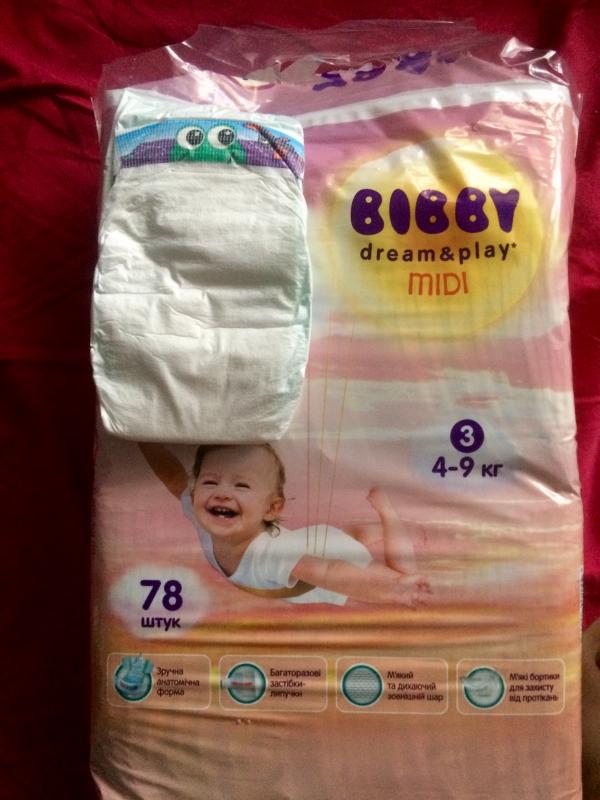 BIBBY
dream&play*
MIDI
3
4-9 кг
78
штук
Зручна
анатомічна
форма
Багаторазові
застібки-
липучки
М'який
та дихаючий
зовнішній шар
М'які бортики
для захисту
від протікань